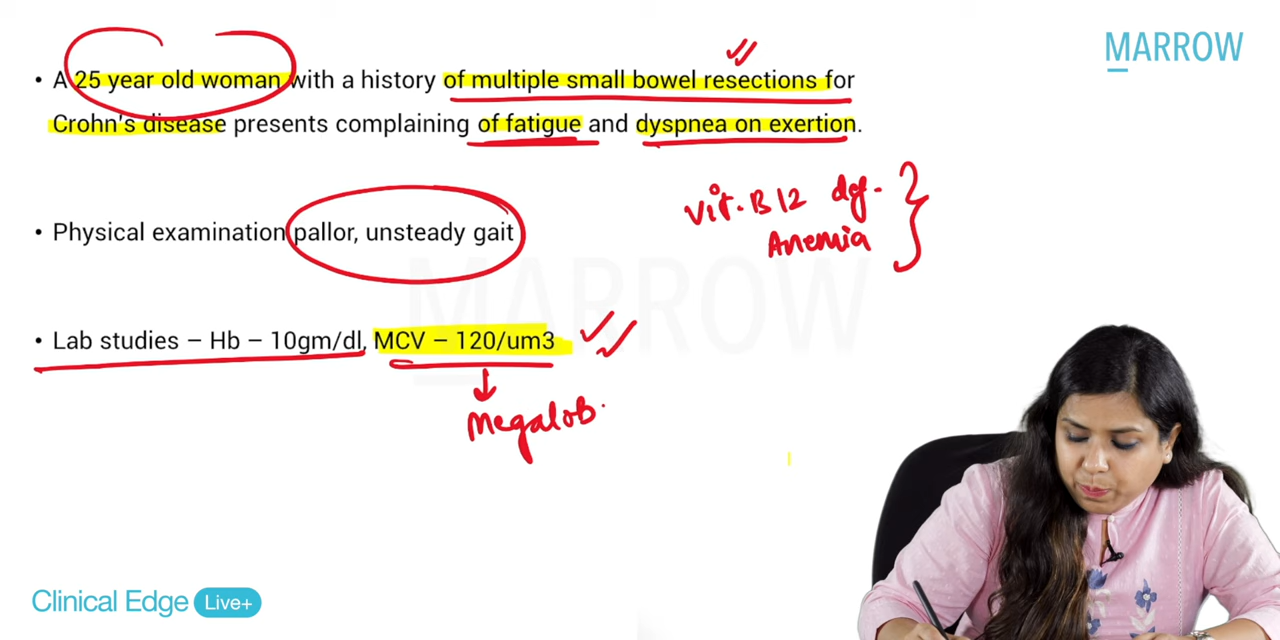 MARROW
• A 25 year old woman with a history of multiple small bowel resections for
Crohn's disease presents complaining of fatigue and dyspnea on exertion.
vit. B12 def.
Anemia
• Physical examination pallor, unsteady gait
MARROW
• Lab studies – Hb – 10gm/dl, MCV – 120/um3
Megalob.
Clinical Edge Live+